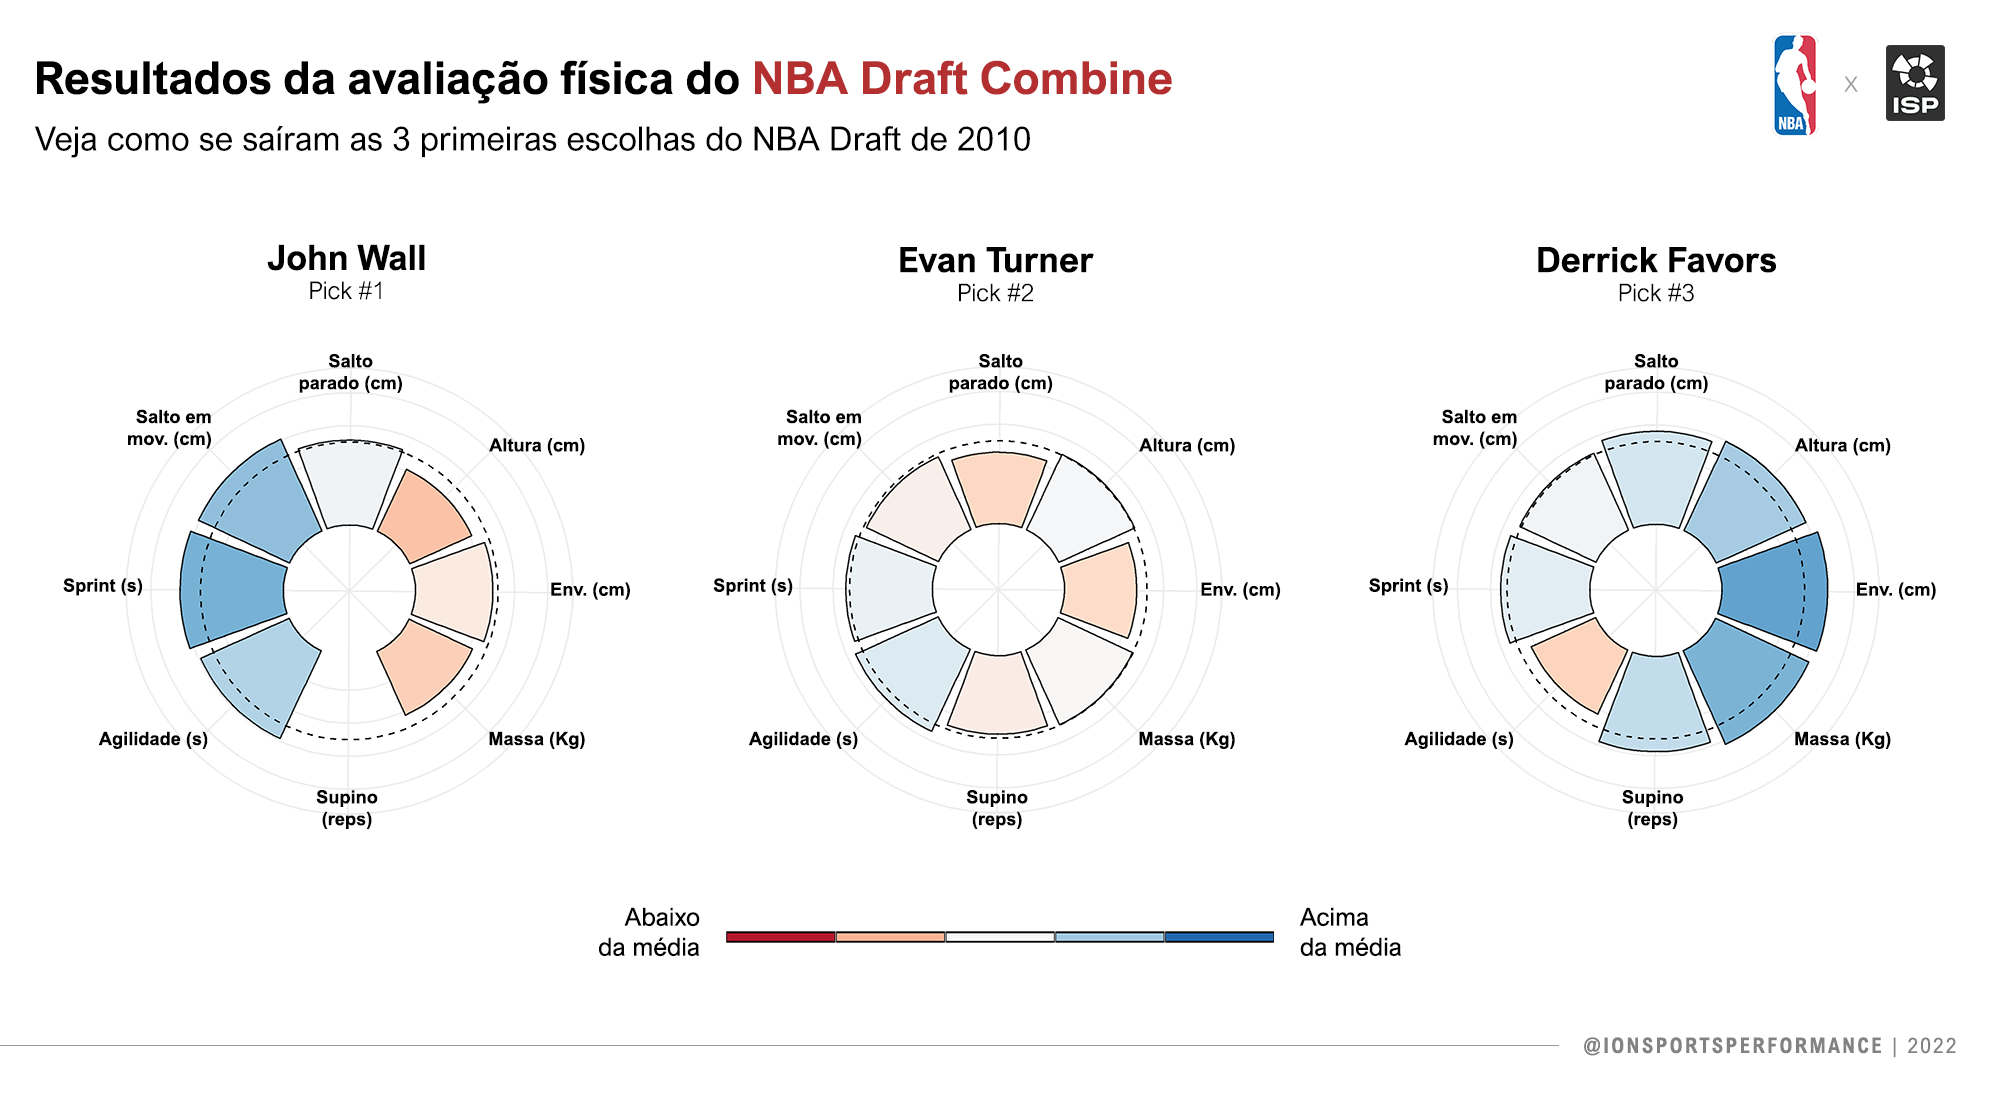 Resultados da avaliação física do NBA Draft Combine
Veja como se saíram as 3 primeiras escolhas do NBA Draft de 2010
NBA
X
ISP
John Wall
Pick #1
Salto
parado (cm)
Salto em
mov. (cm)
Altura (cm)
Sprint (s)
Env. (cm)
Agilidade (s)
Massa (Kg)
Supino
(reps)
Evan Turner
Pick #2
Salto
parado (cm)
Salto em
mov. (cm)
Altura (cm)
Sprint (s)
Env. (cm)
Agilidade (s)
Massa (Kg)
Supino
(reps)
Derrick Favors
Pick #3
Salto
parado (cm)
Salto em
mov. (cm)
Altura (cm)
Sprint (s)
Env. (cm)
Agilidade (s)
Massa (Kg)
Supino
(reps)
Abaixo
da média
Acima
da média
@IONSPORTSPERFORMANCE | 2022